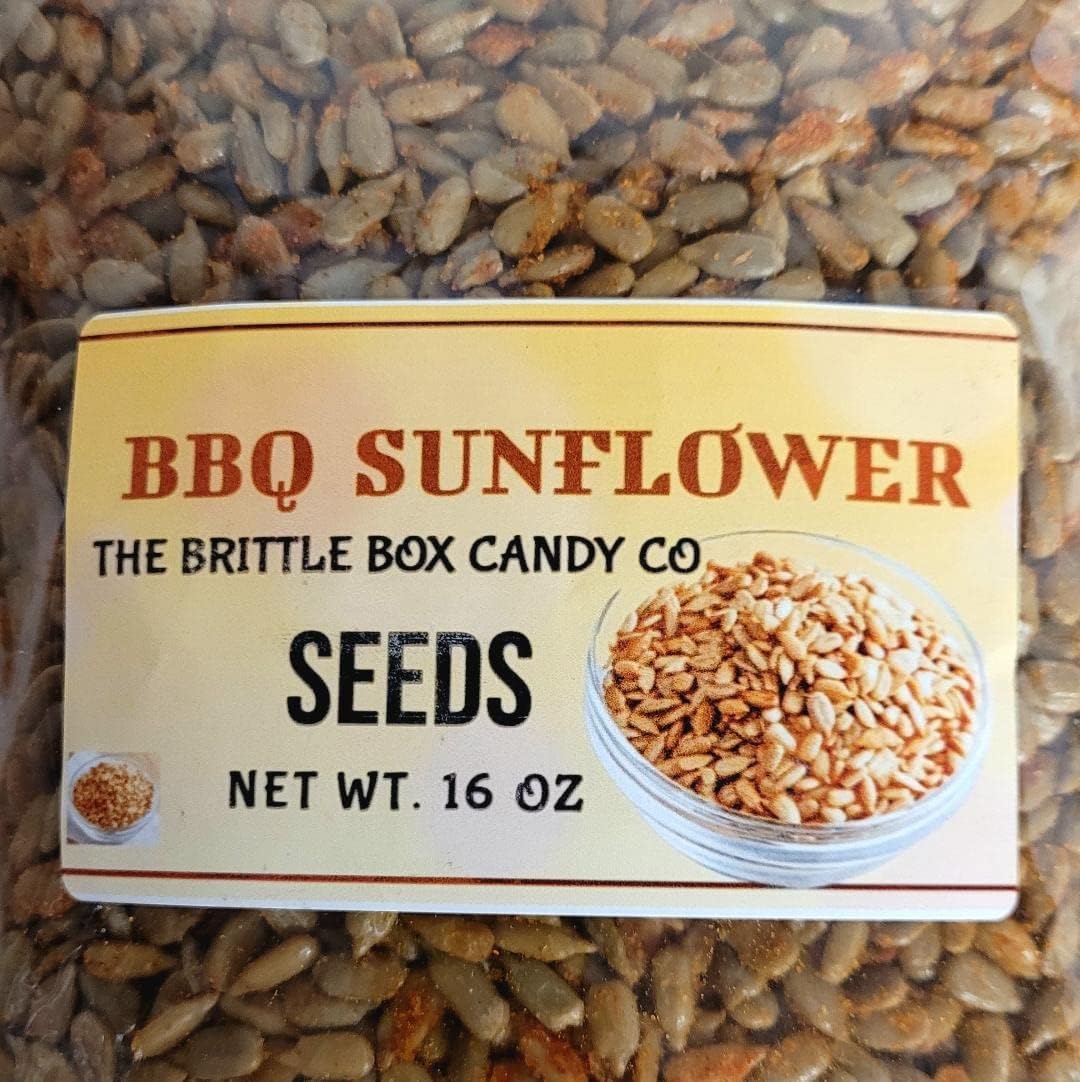 BBQ SUNFLOWER
THE BRITTLE BOX CANDY CO
SEEDS
NET WT. 16 OZ